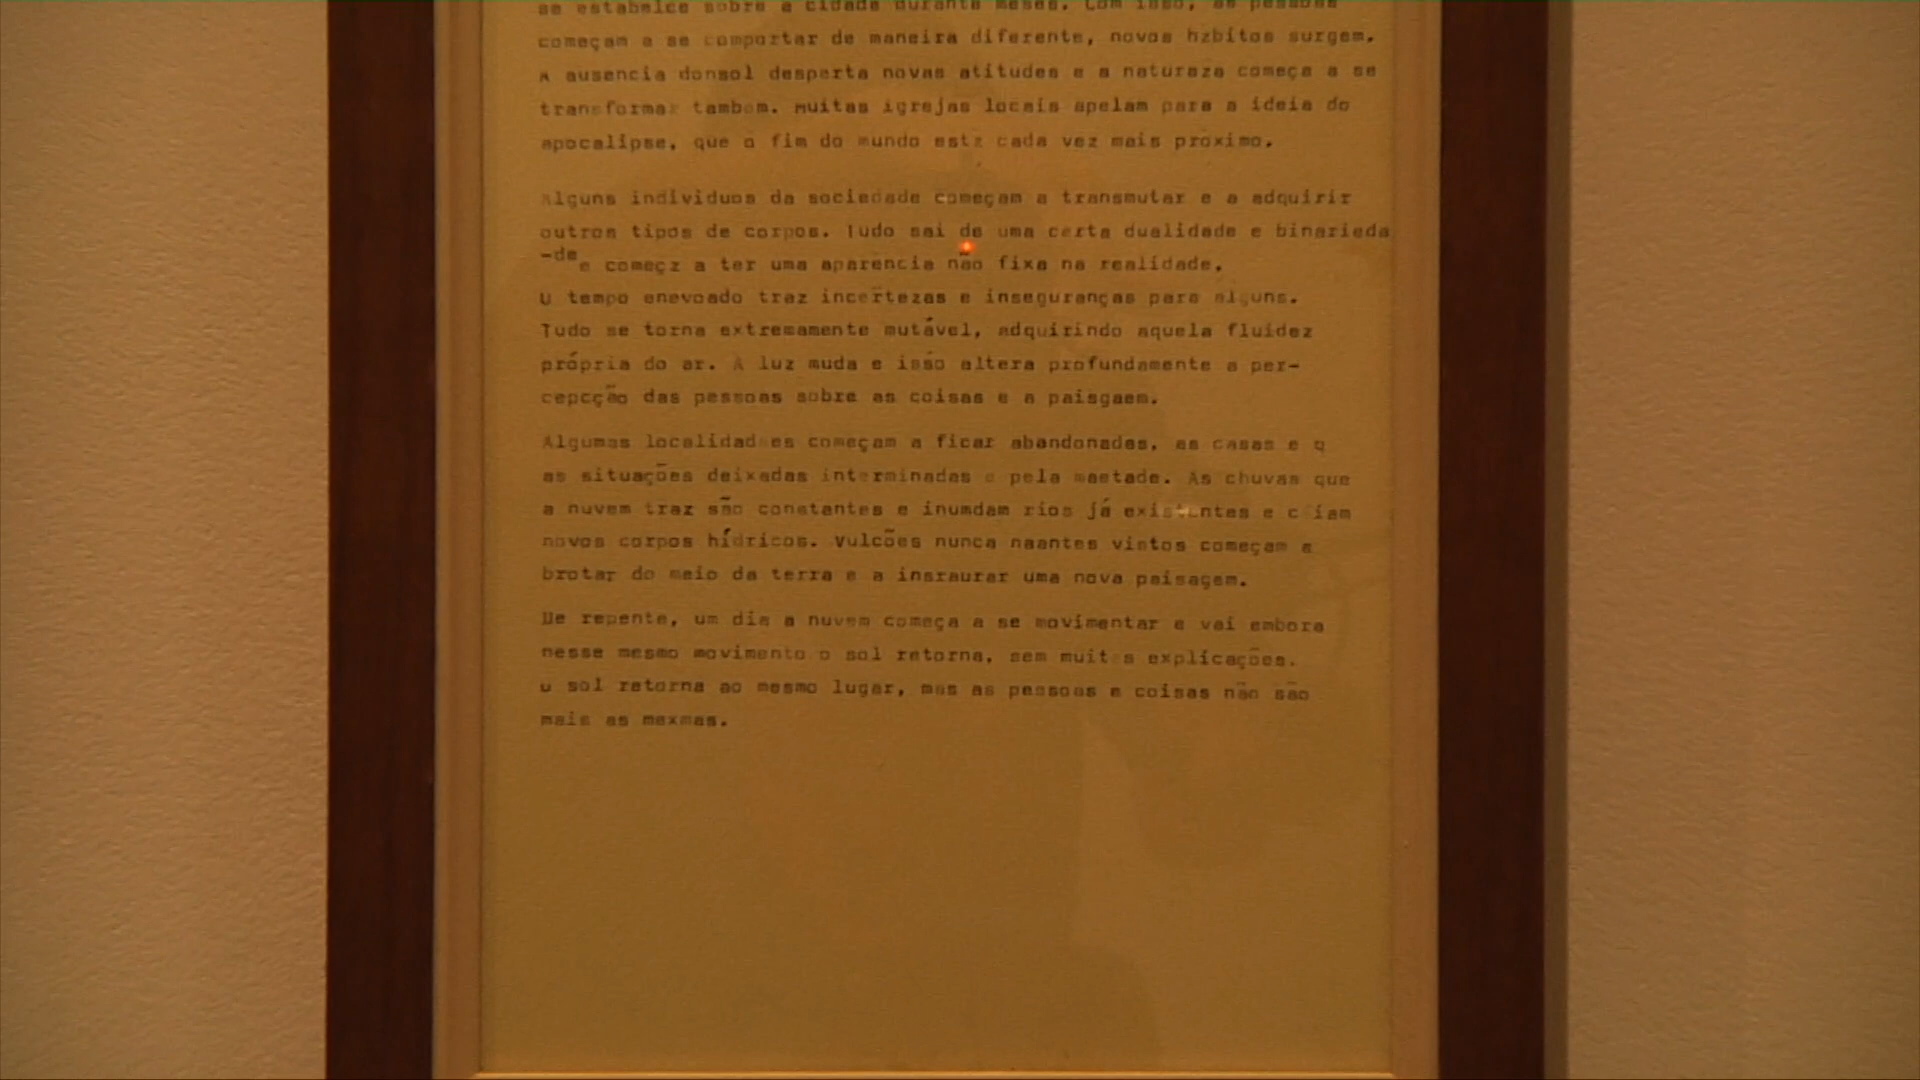 se estabelce sobre a cidade durante meses. Com isso, as pessoas
começam a se comportar de maneira diferente, novos hzbitos surgem.
A ausencia donsol desperta novas atitudes e a natureza começa a se
transformar tambem. Muitas igrejas locais apelam para a ideia do
apocalipse, que o fim do mundo estz cada vez mais próximo.
Alguns individuos da sociedade começam a transmutar e a adquirir
outros tipos de corpos. Tudo sai de uma certa dualidade e binarieda
-de e começz a ter uma aparencia não fixa na realidade.
O tempo enevoado traz incertezas e inseguranças para alguns.
Tudo se torna extremamente mutável, adquirindo aquela fluidez
própria do ar. A luz muda e isso altera profundamente a per-
cepcção das pessoas sobre as coisas e a paisgaem.
Algumas localidades começam a ficar abandonadas, as casas e q
as situações deixadas interminadas e pela maetade. As chuvas que
a nuvem traz são constantes e inumdam rios já existentes e criam
novos corpos hídricos. Vulcões nunca naantes vistos começam a
brotar do meio da terra e a insraurar uma nova paisagem.
De repente, um dia a nuvem começa a se movimentar e vai embora
nesse mesmo movimento o sol retorna, sem muitas explicações.
O sol retorna ao mesmo lugar, mas as pessoas e coisas não são
mais as mexmas.